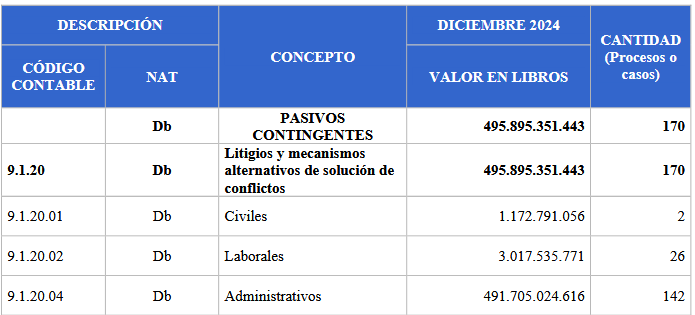 DESCRIPCIÓN
CONCEPTO
DICIEMBRE 2024
CANTIDAD
(Procesos o
casos)
CÓDIGO
CONTABLE
NAT
VALOR EN LIBROS
Db
PASIVOS
CONTINGENTES
495.895.351.443
170
9.1.20
Db
Litigios y mecanismos
alternativos de solución de
conflictos
495.895.351.443
170
9.1.20.01
Db
Civiles
1.172.791.056
2
9.1.20.02
Db
Laborales
3.017.535.771
26
9.1.20.04
Db
Administrativos
491.705.024.616
142